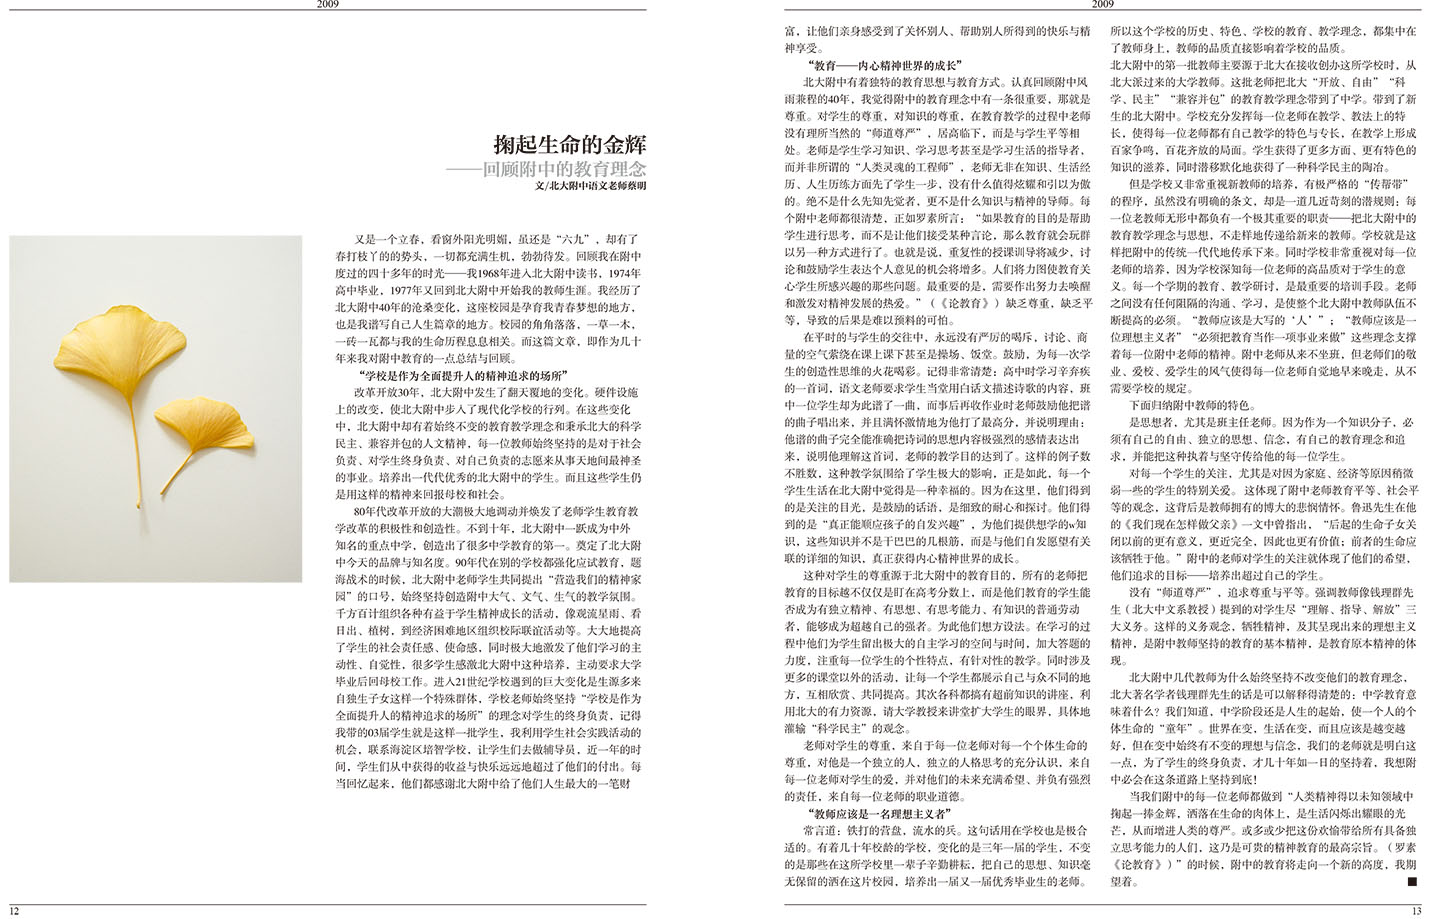 2009
掬起生命的金辉
——回顾附中的教育理念
文/北大附中语文老师蔡明
又是一个立春，看窗外阳光明媚，虽还是“六九”，却有了
春打枝丫的的势头，一切都充满生机，勃勃待发。回顾我在附中
度过的四十多年的时光——我1968年进入北大附中读书，1974年
高中毕业，1977年又回到北大附中开始我的教师生涯。我经历了
北大附中40年的沧桑变化，这座校园是孕育我青春梦想的地方，
也是我谱写自己人生篇章的地方。校园的角角落落，一草一木，
一砖一瓦都与我的生命历程息息相关。而这篇文章，即作为几十
年来我对附中教育的一点总结与回顾。
“学校是作为全面提升人的精神追求的场所”
改革开放30年，北大附中发生了翻天覆地的变化。硬件设施
上的改变，使北大附中步入了现代化学校的行列。在这些变化
中，北大附中却有着始终不变的教育教学理念和秉承北大的科学
民主、兼容并包的人文精神，每一位教师始终坚持的是对于社会
负责、对学生终身负责、对自己负责的志愿来从事天地间最神圣
的事业。培养出一代代优秀的北大附中的学生。而且这些学生仍
是用这样的精神来回报母校和社会。
80年代改革开放的大潮极大地调动并焕发了老师学生教育教
学改革的积极性和创造性。不到十年，北大附中一跃成为中外
知名的重点中学，创造出了很多中学教育的第一。奠定了北大附
中今天的品牌与知名度。90年代在别的学校都强化应试教育，题
海战术的时候，北大附中老师学生共同提出“营造我们的精神家
园”的口号，始终坚持创造附中大气、文气、生气的教学氛围。
千方百计组织各种有益于学生精神成长的活动，像观流星雨、看
日出、植树，到经济困难地区组织校际联谊活动等。大大地提高
了学生的社会责任感、使命感，同时极大地激发了他们学习的主
动性、自觉性，很多学生感激北大附中这种培养，主动要求大学
毕业后回母校工作。进入21世纪学校遇到的巨大变化是生源多来
自独生子女这样一个特殊群体，学校老师始终坚持“学校是作为
全面提升人的精神追求的场所”的理念对学生的终身负责，记得
我带的03届学生就是这样一批学生，我利用学生社会实践活动的
机会，联系海淀区培智学校，让学生们去做辅导员，近一年的时
间，学生们从中获得的收益与快乐远远地超过了他们的付出。每
当回忆起来，他们都感谢北大附中给了他们人生最大的一笔财
12
2009
富，让他们亲身感受到了关怀别人、帮助别人所得到的快乐与精
神享受。
“教育——内心精神世界的成长”
北大附中有着独特的教育思想与教育方式。认真回顾附中风
雨兼程的40年，我觉得附中的教育理念中有一条很重要，那就是
尊重。对学生的尊重，对知识的尊重，在教育教学的过程中老师
没有理所当然的“师道尊严”，居高临下，而是与学生平等相
处。老师是学生学习知识、学习思考甚至是学习生活的指导者，
而并非所谓的“人类灵魂的工程师”，老师无非在知识、生活经
历、人生历练方面先了学生一步，没有什么值得炫耀和引以为傲
的。绝不是什么先知先觉者，更不是什么知识与精神的导师。每
个附中老师都很清楚，正如罗素所言：“如果教育的目的是帮助
学生进行思考，而不是让他们接受某种言论，那么教育就会玩群
以另一种方式进行了。也就是说，重复性的授课训导将减少，讨
论和鼓励学生表达个人意见的机会将增多。人们将力图使教育关
心学生所感兴趣的那些问题。最重要的是，需要作出努力去唤醒
和激发对精神发展的热爱。”（《论教育》）缺乏尊重，缺乏平
等，导致的后果是难以预料的可怕。
在平时的与学生的交往中，永远没有严厉的喝斥，讨论、商
量的空气萦绕在课上课下甚至是操场、饭堂。鼓励，为每一次学
生的创造性思维的火花喝彩。记得非常清楚：高中时学习辛弃疾
的一首词，语文老师要求学生当堂用白话文描述诗歌的内容，班
中一位学生却为此谱了一曲，而事后再收作业时老师鼓励他把谱
的曲子唱出来，并且满怀激情地为他打了最高分，并说明理由：
他谱的曲子完全能准确把诗词的思想内容极强烈的感情表达出
来，说明他理解这首词，老师的教学目的达到了。这样的例子数
不胜数，这种教学氛围给了学生极大的影响，正是如此，每一个
学生生活在北大附中觉得是一种幸福的。因为在这里，他们得到
的是关注的目光，是鼓励的话语，是细致的耐心和探讨。他们得
到的是“真正能顺应孩子的自发兴趣”，为他们提供想学的w知
识，这些知识并不是干巴巴的几根筋，而是与他们自发愿望有关
联的详细的知识，真正获得内心精神世界的成长。
这种对学生的尊重源于北大附中的教育目的，所有的老师把
教育的目标越不仅仅是盯在高考分数上，而是他们教育的学生能
否成为有独立精神、有思想、有思考能力、有知识的普通劳动
者，能够成为超越自己的强者。为此他们想方设法。在学习的过
程中他们为学生留出极大的自主学习的空间与时间，加大答题的
力度，注重每一位学生的个性特点，有针对性的教学。同时涉及
更多的课堂以外的活动，让每一个学生都展示自己与众不同的地
方，互相欣赏、共同提高。其次各科都搞有超前知识的讲座，利
用北大的有力资源，请大学教授来讲堂扩大学生的眼界，具体地
灌输“科学民主”的观念。
老师对学生的尊重，来自于每一位老师对每一个个体生命的
尊重，对他是一个独立的人，独立的人格思考的充分认识，来自
每一位老师对学生的爱，并对他们的未来充满希望、并负有强烈
的责任，来自每一位老师的职业道德。
“教师应该是一名理想主义者”
常言道：铁打的营盘，流水的兵。这句话用在学校也是极合
适的。有着几十年校龄的学校，变化的是三年一届的学生，不变
的是那些在这所学校里一辈子辛勤耕耘，把自己的思想、知识毫
无保留的洒在这片校园，培养出一届又一届优秀毕业生的老师。
所以这个学校的历史、特色、学校的教育、教学理念，都集中在
了教师身上，教师的品质直接影响着学校的品质。
北大附中的第一批教师主要源于北大在接收创办这所学校时，从
北大派过来的大学教师。这批老师把北大“开放、自由”“科
学、民主”“兼容并包”的教育教学理念带到了中学。带到了新
生的北大附中。学校充分发挥每一位老师在教学、教法上的特
长，使得每一位老师都有自己教学的特色与专长，在教学上形成
百家争鸣，百花齐放的局面。学生获得了更多方面、更有特色的
知识的滋养，同时潜移默化地获得了一种科学民主的陶冶。
但是学校又非常重视新教师的培养，有极严格的“传帮带”
的程序，虽然没有明确的条文，却是一道几近苛刻的潜规则：每
一位老教师无形中都负有一个极其重要的职责——把北大附中的
教育教学理念与思想，不走样地传递给新来的教师。学校就是这
样把附中的传统一代代地传承下来。同时学校非常重视对每一位
老师的培养，因为学校深知每一位老师的高品质对于学生的意
义。每一个学期的教育、教学研讨，是最重要的培训手段。老师
之间没有任何阻隔的沟通、学习，是使整个北大附中教师队伍不
断提高的必须。“教师应该是大写的‘人’”；“教师应该是一
位理想主义者”“必须把教育当作一项事业来做”这些理念支撑
着每一位附中老师的精神。附中老师从来不坐班，但老师们的敬
业、爱校、爱学生的风气使得每一位老师自觉地早来晚走，从不
需要学校的规定。
下面归纳附中教师的特色。
是思想者，尤其是班主任老师。因为作为一个知识分子，必
须有自己的自由、独立的思想、信念，有自己的教育理念和追
求，并能把这种执着与坚守传给他的每一位学生。
对每一个学生的关注，尤其是对因为家庭、经济等原因稍微
弱一些的学生的特别关爱。 这体现了附中老师教育平等、社会平
等的观念，这背后是教师拥有的博大的悲悯情怀。鲁迅先生在他
的《我们现在怎样做父亲》一文中曾指出，“后起的生命子女关
闭以前的更有意义，更近完全，因此也更有价值；前者的生命应
该牺牲于他。”附中的老师对学生的关注就体现了他们的希望，
他们追求的目标——培养出超过自己的学生。
没有“师道尊严”，追求尊重与平等。强调教师像钱理群先
生（北大中文系教授）提到的对学生尽“理解、指导、解放”三
大义务。这样的义务观念，牺牲精神，及其呈现出来的理想主义
精神，是附中教师坚持的教育的基本精神，是教育原本精神的体
现。
北大附中几代教师为什么始终坚持不改变他们的教育理念，
北大著名学者钱理群先生的话是可以解释得清楚的：中学教育意
味着什么？我们知道，中学阶段还是人生的起始，使一个人的个
体生命的“童年”。世界在变，生活在变，而且应该是越变越
好，但在变中始终有不变的理想与信念，我们的老师就是明白这
一点，为了学生的终身负责，才几十年如一日的坚持着，我想附
中必会在这条道路上坚持到底！
当我们附中的每一位老师都做到“人类精神得以未知领域中
掬起一捧金辉，洒落在生命的肉体上，是生活闪烁出耀眼的光
芒，从而增进人类的尊严。或多或少把这份欢愉带给所有具备独
立思考能力的人们，这乃是可贵的精神教育的最高宗旨。（罗素
《论教育》）”的时候，附中的教育将走向一个新的高度，我期
望着。
13